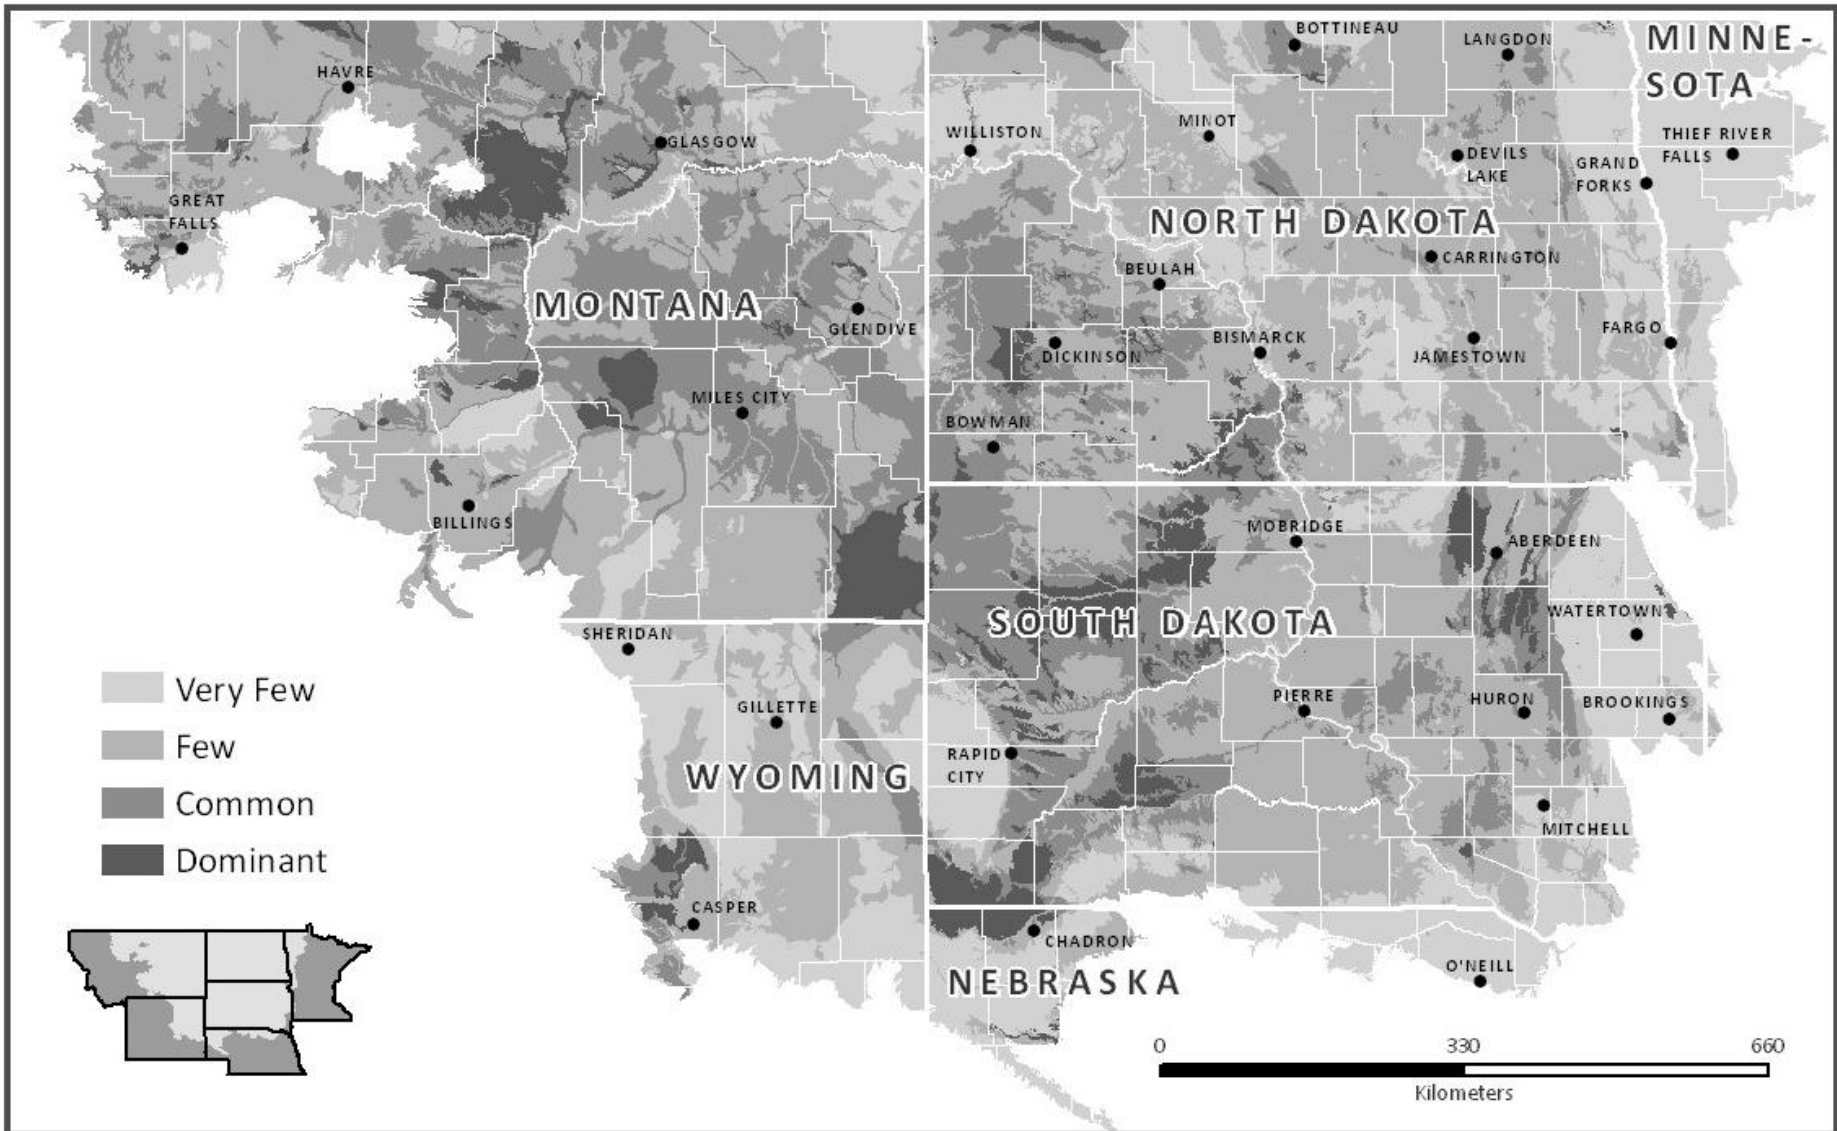 BOTTINEAU
LANGDON
MINNE-
SOTA
HAVRE
GLASGOW
WILLISTON
MINOT
DEVILS
LAKE
GRAND
FORKS
THIEF RIVER
FALLS
GREAT
FALLS
NORTH DAKOTA
CARRINGTON
BEULAH
MONTANA
GLENDIVE
DICKINSON
BISMARCK
JAMESTOWN
FARGO
MILES CITY
BOWMAN
BILLINGS
MOBRIDGE
ABERDEEN
SOUTH DAKOTA
WATERTOWN
SHERIDAN
Very Few
Few
Common
Dominant
GILLETTE
PIERRE
HURON
BROOKINGS
WYOMING
RAPID
CITY
MITCHELL
CASPER
CHADRON
NEBRASKA
O'NEILL
0 330 660
Kilometers